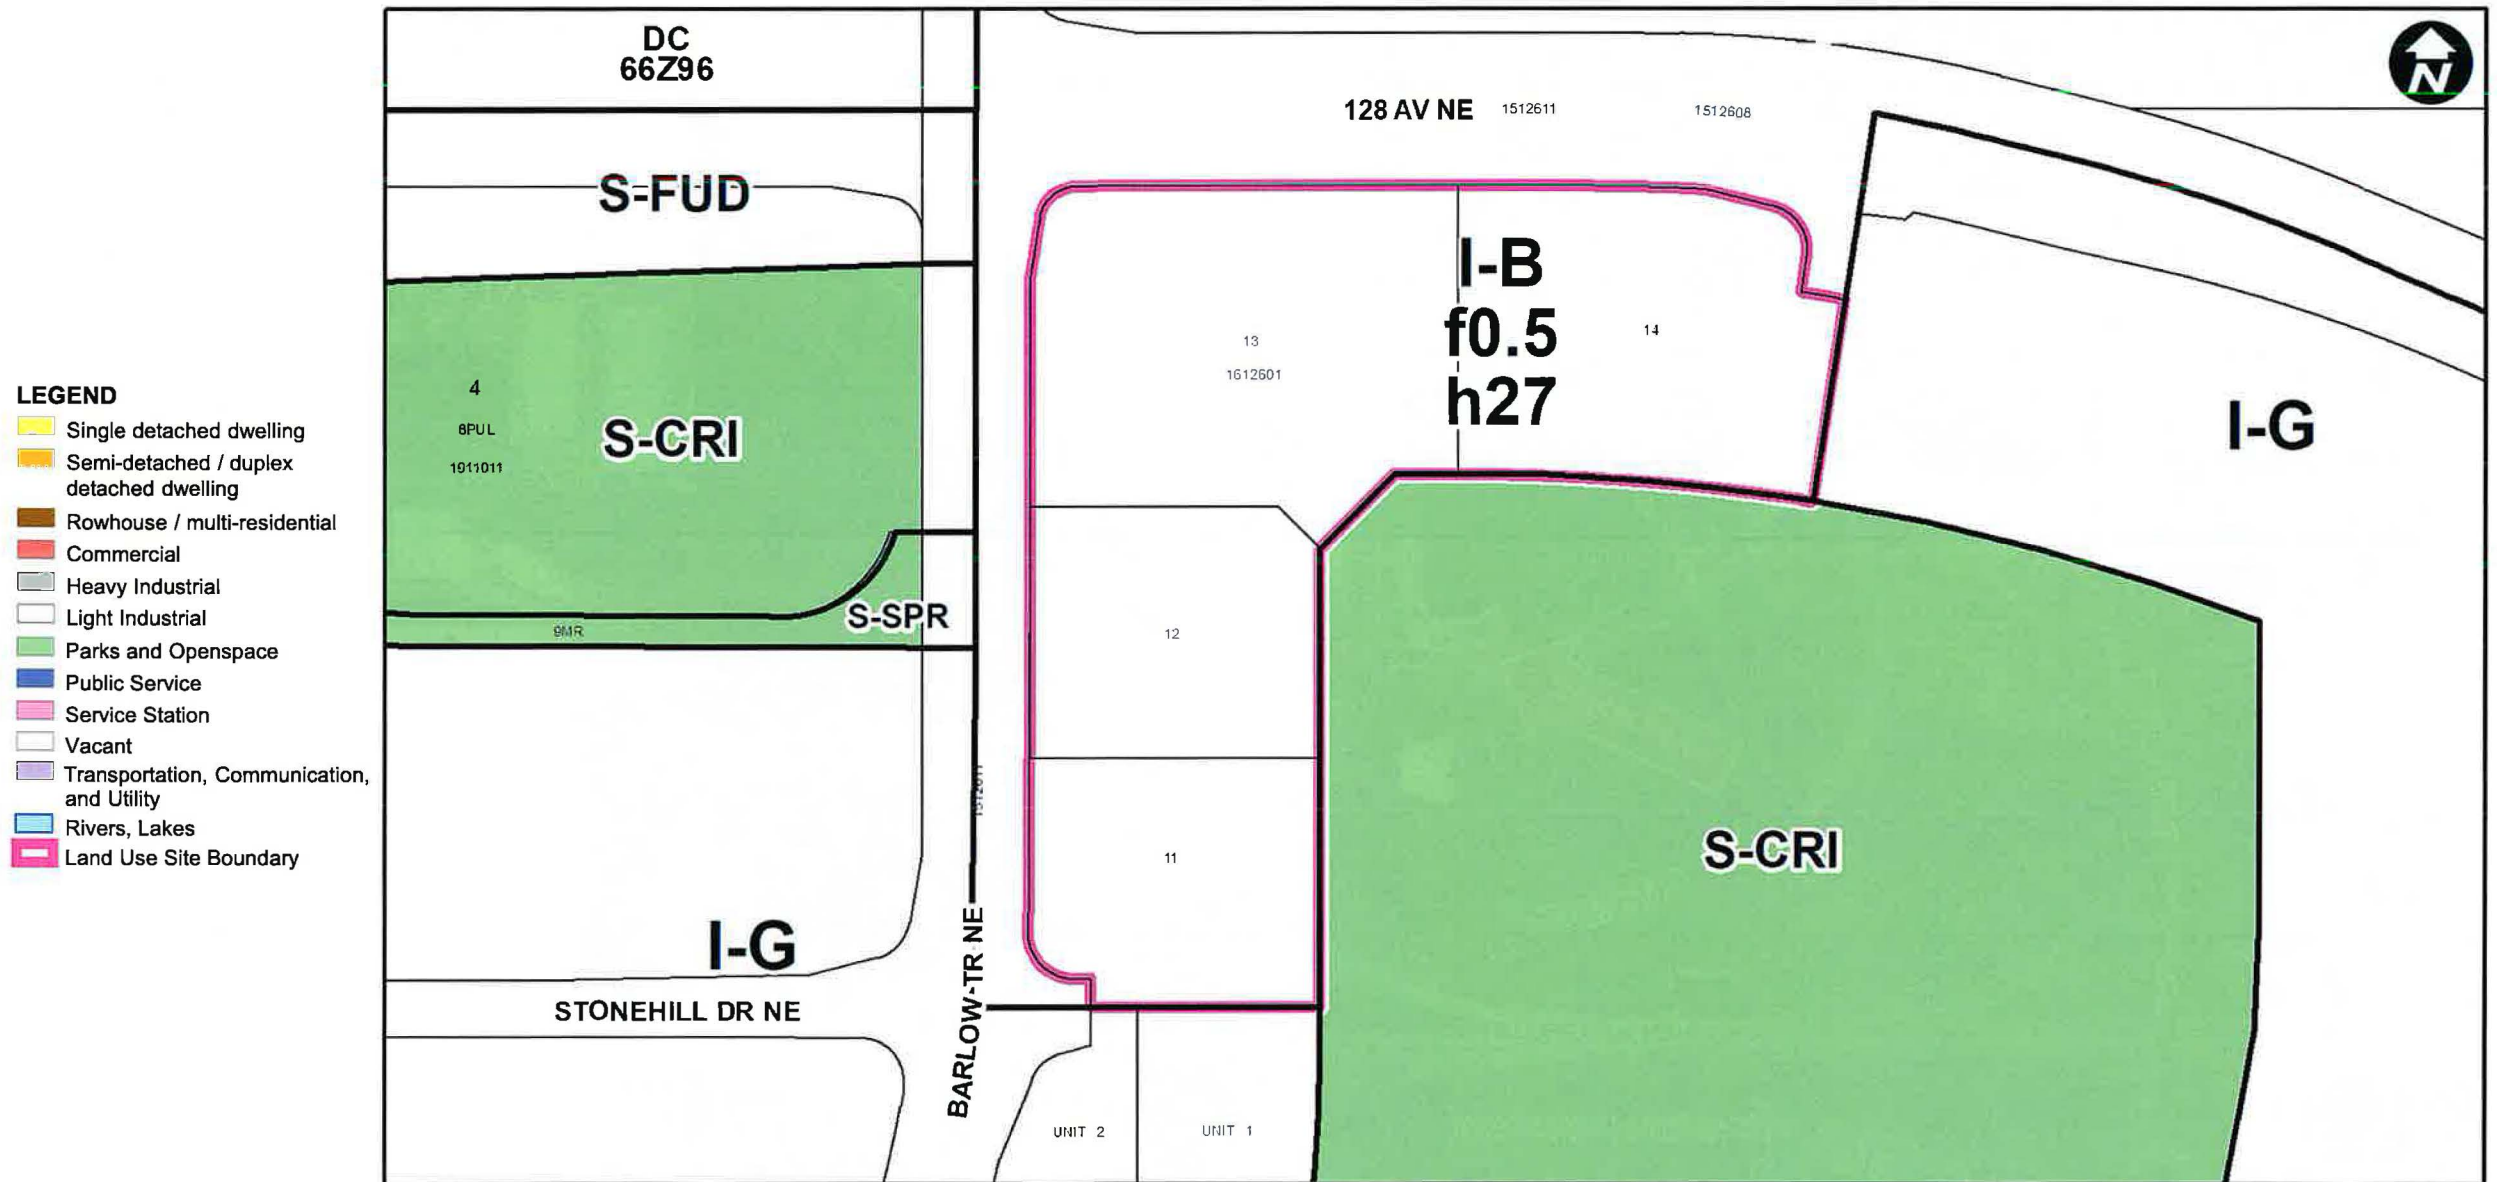 DC
66Z96
N
128 AV NE
1512611
1512608
S-FUD
I-B
f0.5
h27
13
1612601
14
I-G
4
8PUL
1911011
S-CRI
S-SPR
9MR
12
11
S-CRI
I-G
STONEHILL DR NE
BARLOW TR NE
UNIT 2
UNIT 1
LEGEND
Single detached dwelling
Semi-detached / duplex
detached dwelling
Rowhouse / multi-residential
Commercial
Heavy Industrial
Light Industrial
Parks and Openspace
Public Service
Service Station
Vacant
Transportation, Communication,
and Utility
Rivers, Lakes
Land Use Site Boundary